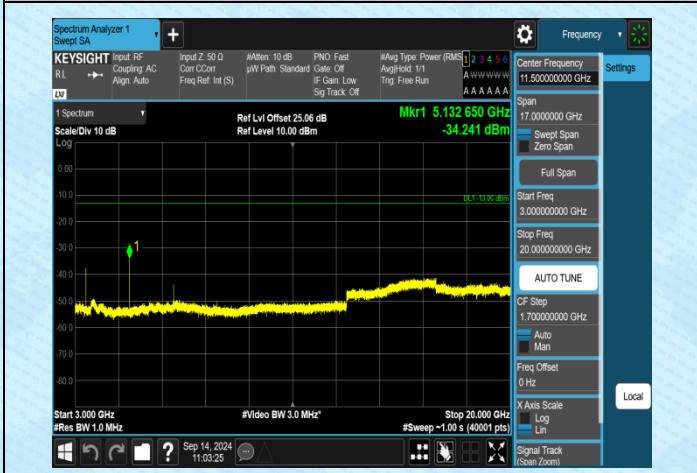 Spectrum Analyzer 1
Swept SA
+
Frequency
KEYSIGHT
RL
LXI
Input: RF
Coupling: AC
Align: Auto
Input Z: 50 Ω
Corr CCorr
Freq Ref: Int (S)
#Atten: 10 dB
µW Path: Standard
PNO: Fast
Gate: Off
IF Gain: Low
Sig Track: Off
#Avg Type: Power (RMS)
Avg|Hold: 1/1
Trig: Free Run
1 2 3 4 5 6
A W W W W W
A A A A A A
Center Frequency
11.500000000 GHz
Settings
Span
17.0000000 GHz
Swept Span
Zero Span
Full Span
Start Freq
3.000000000 GHz
Stop Freq
20.000000000 GHz
AUTO TUNE
CF Step
1.700000000 GHz
Auto
Man
Freq Offset
0 Hz
X Axis Scale
Log
Lin
Signal Track
(Span Zoom)
Local
1 Spectrum
Scale/Div 10 dB
Log
Ref Lvl Offset 25.06 dB
Ref Level 10.00 dBm
Mkr1 5.132 650 GHz
-34.241 dBm
0.00
-10.0
DL1 -13.00 dBm
-20.0
-30.0
1
-40.0
-50.0
-60.0
-70.0
-80.0
Start 3.000 GHz
#Res BW 1.0 MHz
#Video BW 3.0 MHz*
Stop 20.000 GHz
#Sweep ~1.00 s (40001 pts)
?
Sep 14, 2024
11:03:25